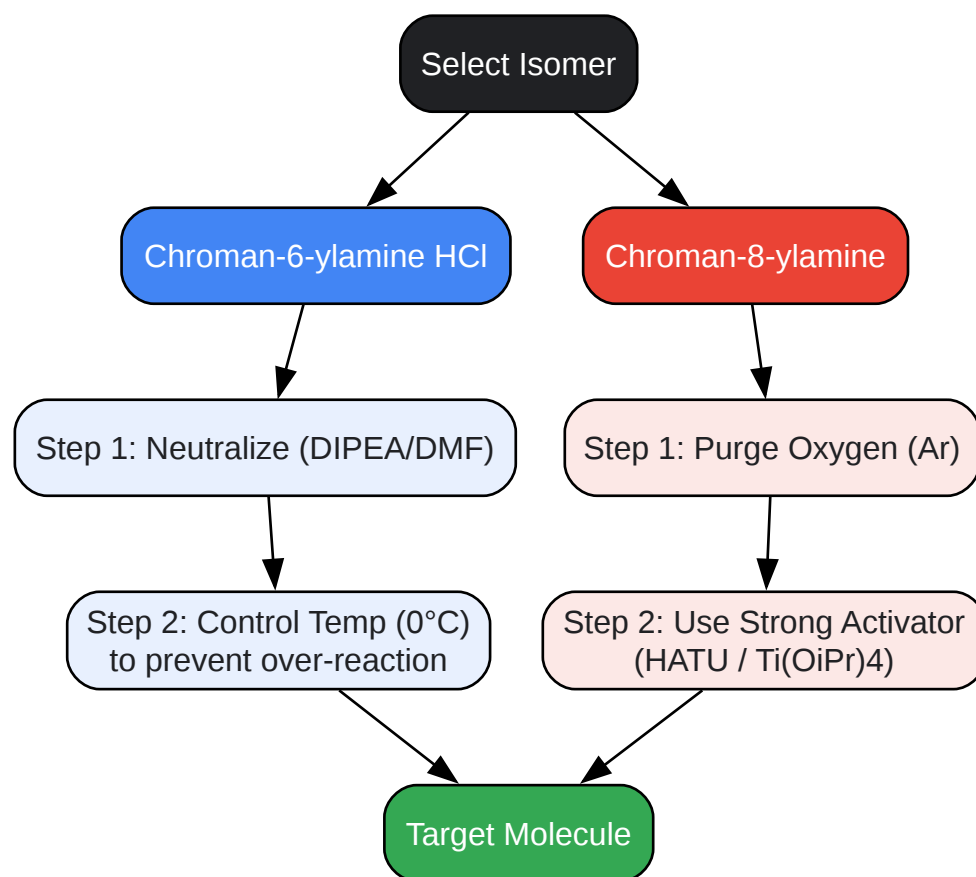 Select Isomer
Chroman-6-ylamine HCl
Chroman-8-ylamine
Step 1: Neutralize (DIPEA/DMF)
Step 1: Purge Oxygen (Ar)
Step 2: Control Temp (0°C)
to prevent over-reaction
Step 2: Use Strong Activator
(HATU / Ti(OiPr)4)
Target Molecule